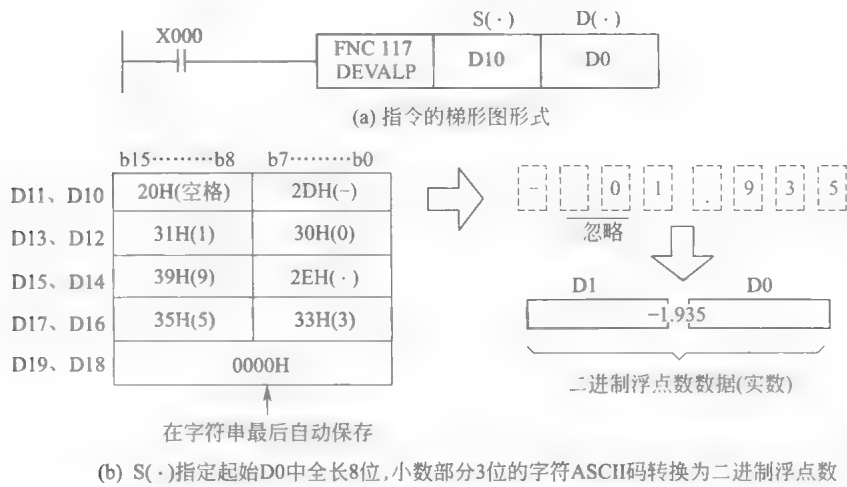 S(·) D(·)
X000
FNC 117 D10 D0
DEVALP
(a) 指令的梯形图形式
b15………b8 b7………b0
D11、D10 20H(空格) 2DH(-)
- 0 1 . 9 3 5
D13、D12 31H(1) 30H(0)
忽略
D15、D14 39H(9) 2EH(·)
D1 D0
D17、D16 35H(5) 33H(3)
-1.935
D19、D18 0000H
二进制浮点数数据(实数)
在字符串最后自动保存
(b) S(·)指定起始D0中全长8位,小数部分3位的字符ASCII码转换为二进制浮点数